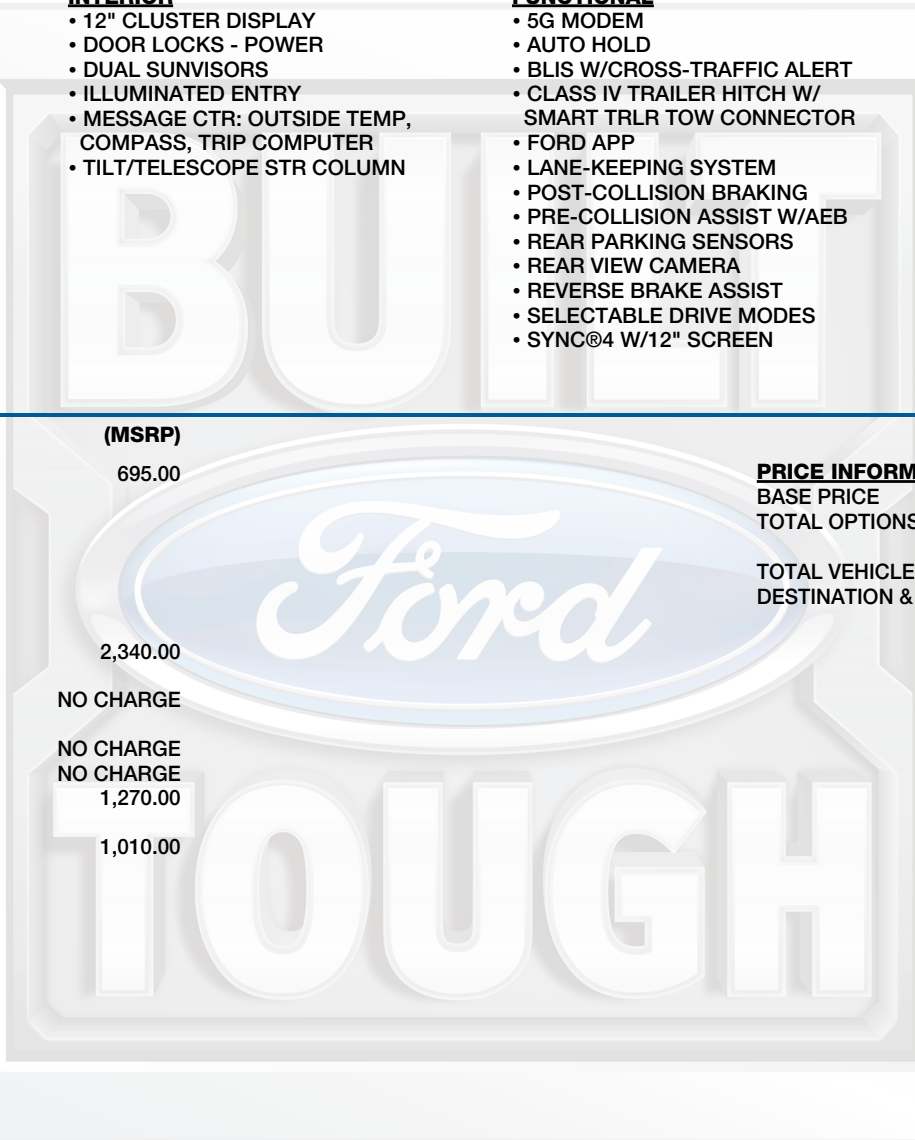 INTERIOR
• 12" CLUSTER DISPLAY
• DOOR LOCKS - POWER
• DUAL SUNVISORS
• ILLUMINATED ENTRY
• MESSAGE CTR: OUTSIDE TEMP,
COMPASS, TRIP COMPUTER
• TILT/TELESCOPE STR COLUMN
FUNCTIONAL
• 5G MODEM
• AUTO HOLD
• BLIS W/CROSS-TRAFFIC ALERT
• CLASS IV TRAILER HITCH W/
SMART TRLR TOW CONNECTOR
• FORD APP
• LANE-KEEPING SYSTEM
• POST-COLLISION BRAKING
• PRE-COLLISION ASSIST W/AEB
• REAR PARKING SENSORS
• REAR VIEW CAMERA
• REVERSE BRAKE ASSIST
• SELECTABLE DRIVE MODES
• SYNC®4 W/12" SCREEN
(MSRP)
695.00
2,340.00
NO CHARGE
NO CHARGE
NO CHARGE
1,270.00
1,010.00
PRICE INFORM
BASE PRICE
TOTAL OPTIONS
TOTAL VEHICLE
DESTINATION &
BUILT
Ford
TOUGH